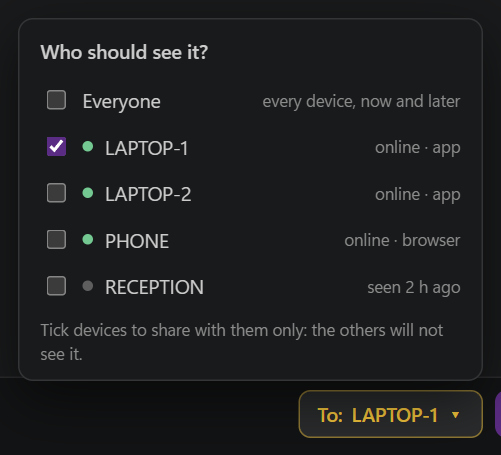 Who should see it?
Everyone every device, now and later
LAPTOP-1 online · app
LAPTOP-2 online · app
PHONE online · browser
RECEPTION seen 2 h ago
Tick devices to share with them only: the others will not
see it.
To: LAPTOP-1 ▼